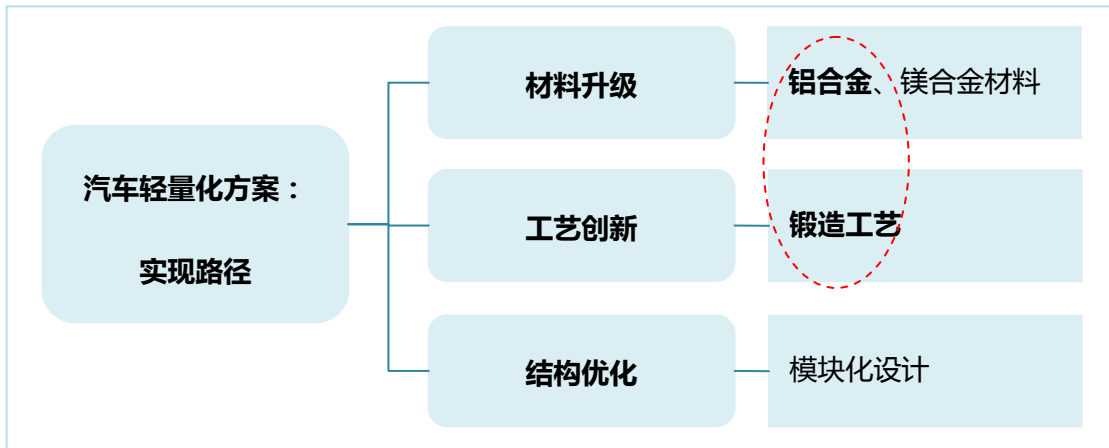 汽车轻量化方案：
实现路径
材料升级
铝合金、镁合金材料
工艺创新
锻造工艺
结构优化
模块化设计